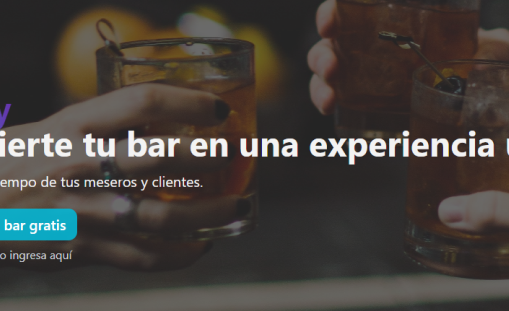 y
ierte tu bar en una experiencia u
empo de tus meseros y clientes.
bar gratis
o ingresa aquí